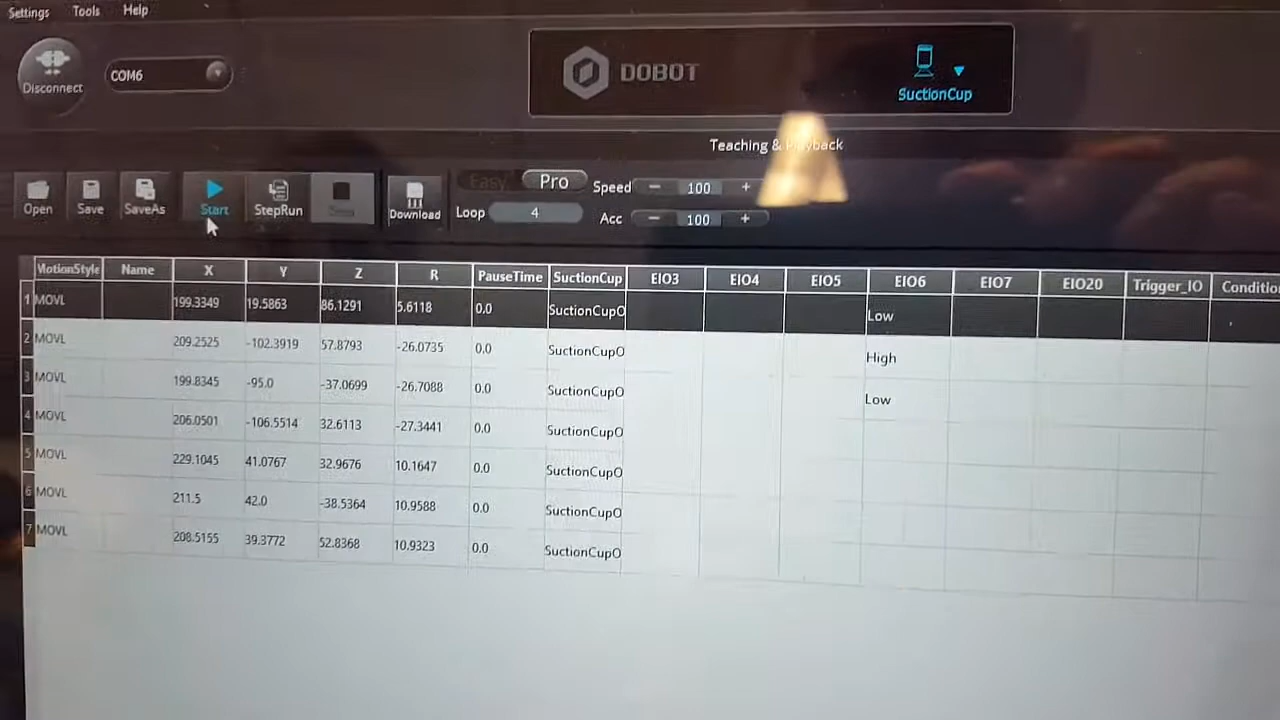 Settings Tools Help
Disconnect
COM6
DOBOT
SuctionCup
Teaching & Playback
Open Save SaveAs Start StepRun Download
Easy Pro
Speed − 100 +
Loop 4
Acc − 100 +
MotionStyle Name X Y Z R PauseTime SuctionCup EIO3 EIO4 EIO5 EIO6 EIO7 EIO20 Trigger_IO Conditio
1 MOVL 199.3349 19.5863 86.1291 5.6118 0.0 SuctionCupO Low
2 MOVL 209.2525 -102.3919 57.8793 -26.0735 0.0 SuctionCupO High
3 MOVL 199.8345 -95.0 -37.0699 -26.7088 0.0 SuctionCupO Low
4 MOVL 206.0501 -106.5514 32.6113 -27.3441 0.0 SuctionCupO
5 MOVL 229.1045 41.0767 32.9676 10.1647 0.0 SuctionCupO
6 MOVL 211.5 42.0 -38.5364 10.9588 0.0 SuctionCupO
7 MOVL 208.5155 39.3772 52.8368 10.9323 0.0 SuctionCupO